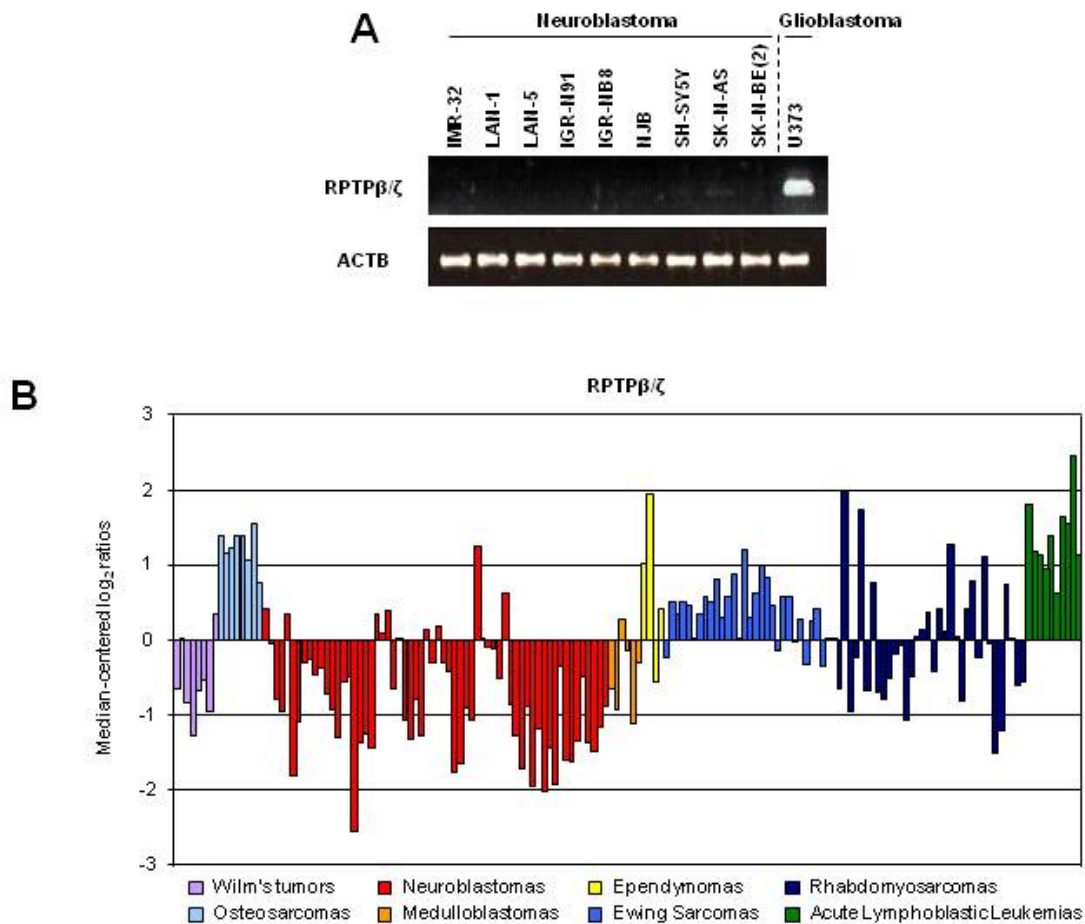 A
Neuroblastoma
Glioblastoma
IMR-32
LAN-1
LAN-5
IGR-N91
IGR-NB8
NJB
SH-SY5Y
SK-N-AS
SK-N-BE(2)
U373
RPTPβ/ζ
ACTB
B
RPTPβ/ζ
Median-centered log2 ratios
3
2
1
0
-1
-2
-3
Wilm's tumors
Neuroblastomas
Ependymomas
Rhabdomyosarcomas
Osteosarcomas
Medulloblastomas
Ewing Sarcomas
Acute Lymphoblastic Leukemias